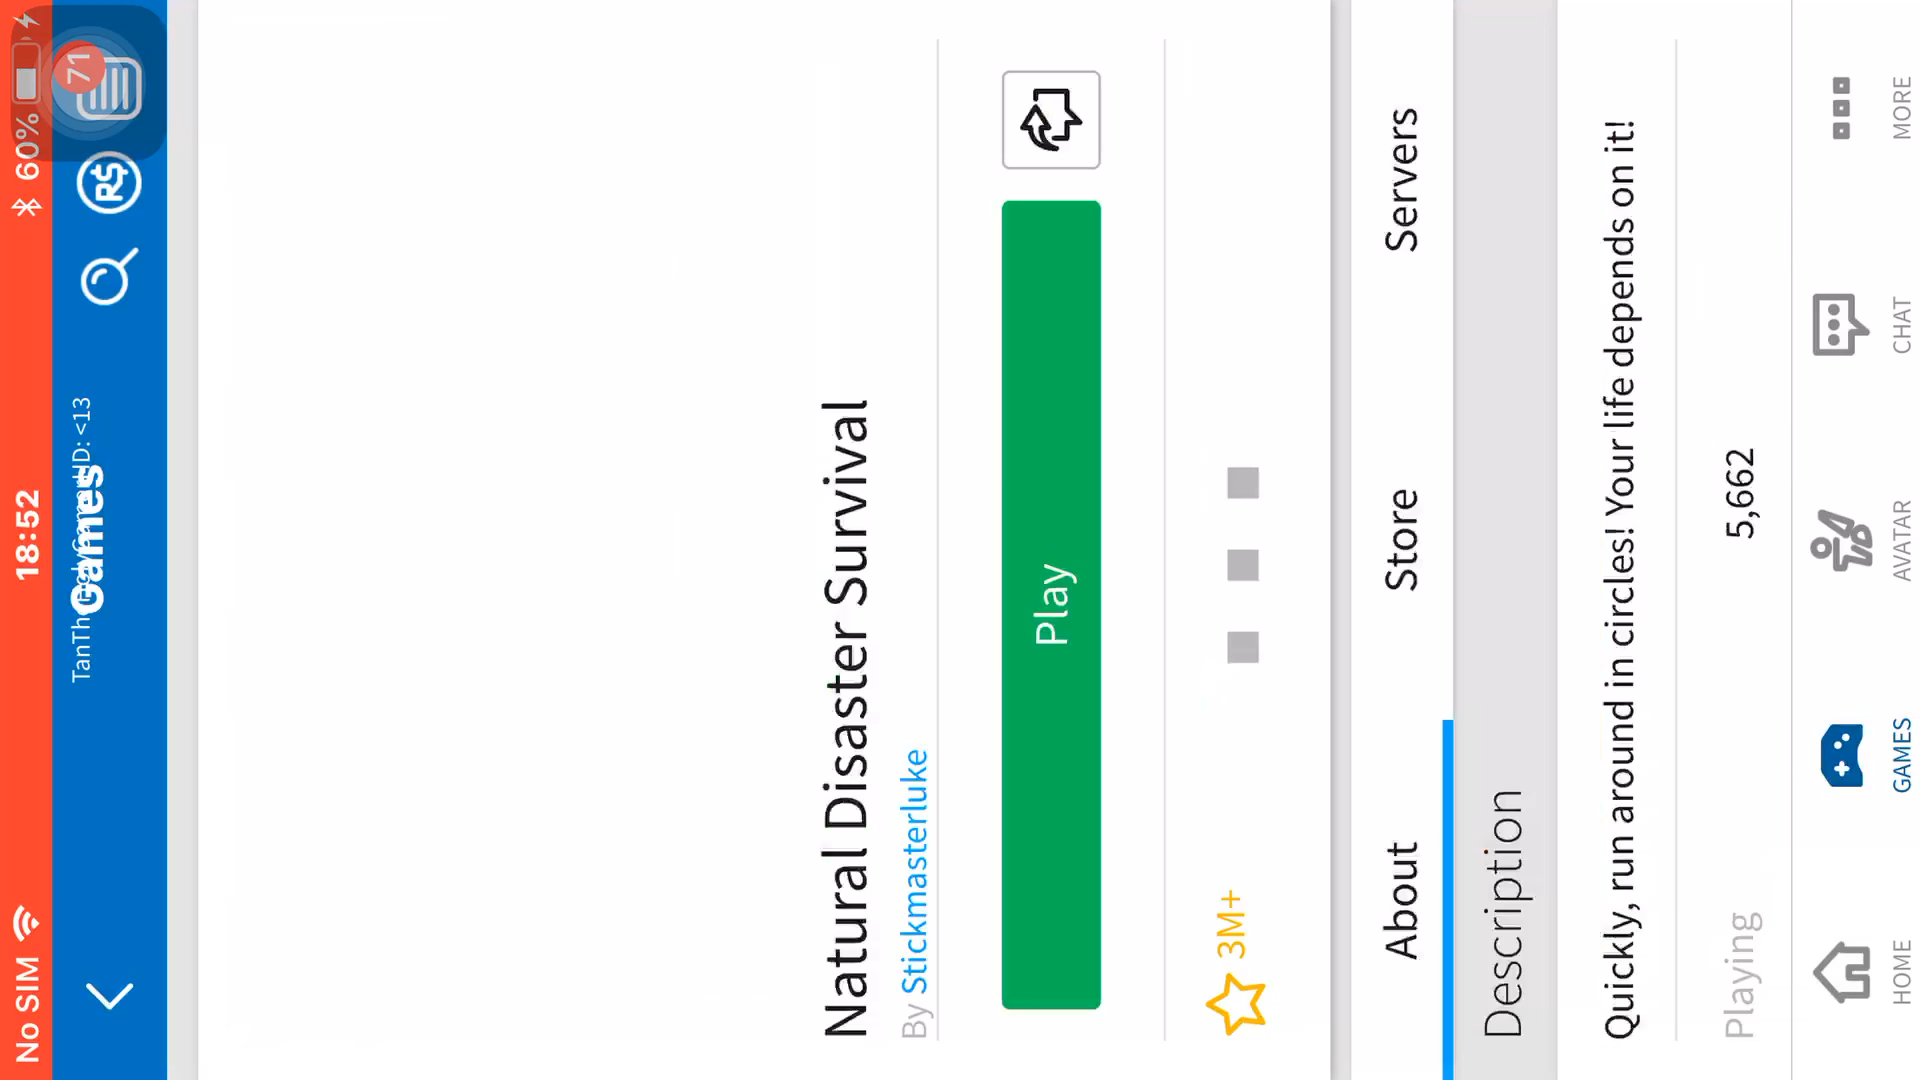 No SIM 18:52 60%
71
Games
<13
Natural Disaster Survival
By Stickmasterluke
Play
3M+
About Store Servers
Description
Quickly, run around in circles! Your life depends on it!
Playing 5,662
HOME GAMES AVATAR CHAT MORE